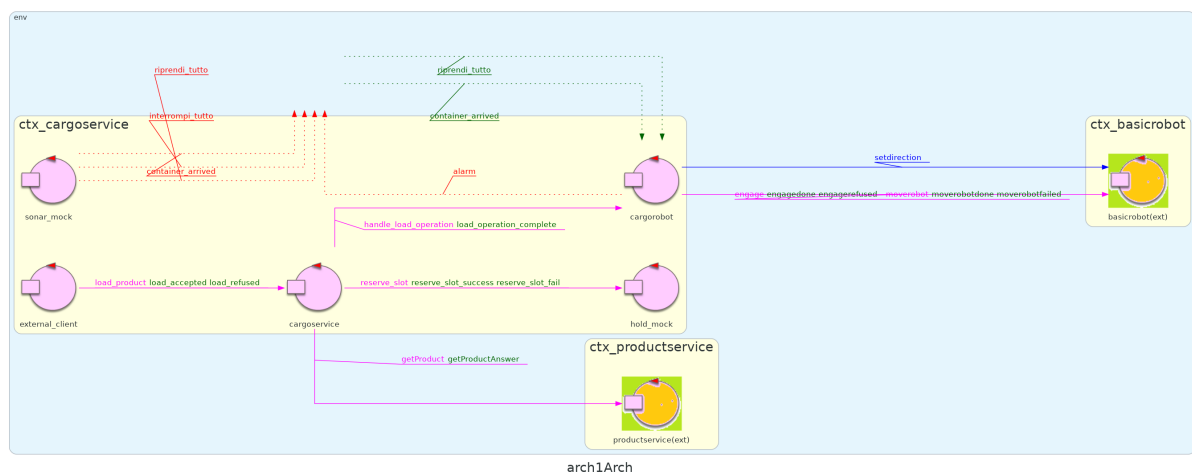 env
riprendi_tutto
riprendi_tutto
interrompi_tutto
container_arrived
ctx_cargoservice
ctx_basicrobot
setdirection
container_arrived
alarm
engage engagedone engagerefused moverobot moverobotdone moverobotfailed
sonar_mock
cargorobot
basicrobot(ext)
handle_load_operation load_operation_complete
load_product load_accepted load_refused
reserve_slot reserve_slot_success reserve_slot_fail
external_client
cargoservice
hold_mock
ctx_productservice
getProduct getProductAnswer
productservice(ext)
arch1Arch